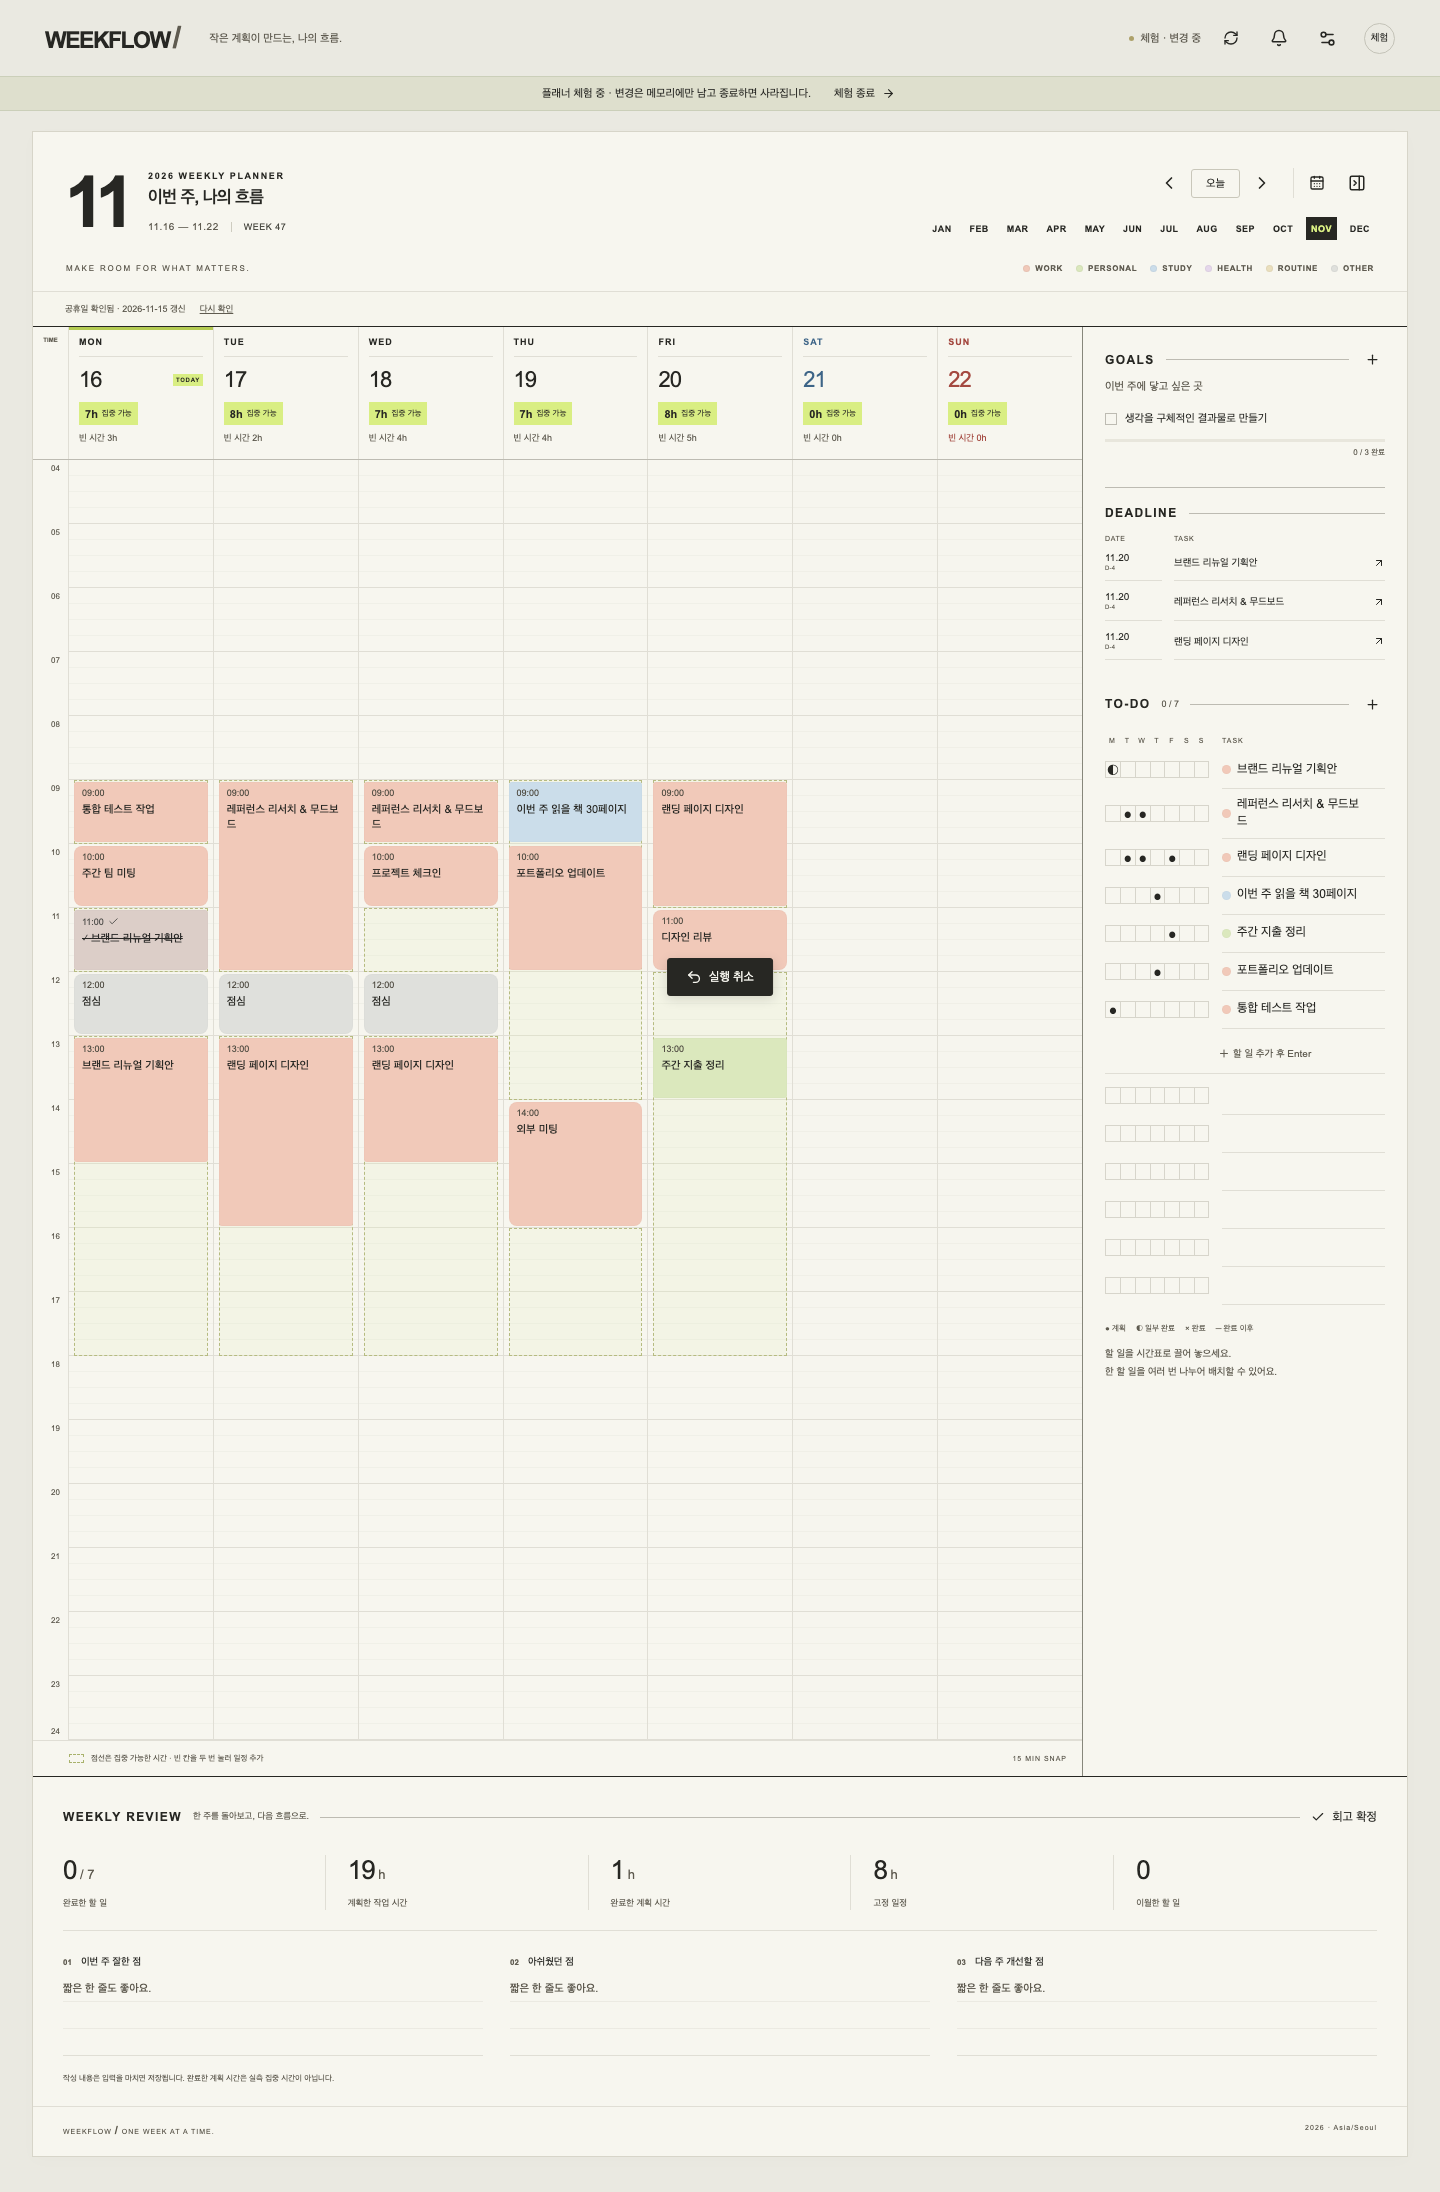 WEEKFLOW/
작은 계획이 만드는, 나의 흐름.
체험 · 변경 중
체험
플래너 체험 중 · 변경은 메모리에만 남고 종료하면 사라집니다.
체험 종료 →
11
2026 WEEKLY PLANNER
이번 주, 나의 흐름
11.16 — 11.22
WEEK 47
오늘
JAN FEB MAR APR MAY JUN JUL AUG SEP OCT NOV DEC
MAKE ROOM FOR WHAT MATTERS.
WORK PERSONAL STUDY HEALTH ROUTINE OTHER
공휴일 확인됨 · 2026-11-15 갱신
다시 확인
TIME
MON
16
TODAY
7h 집중 가능
빈 시간 3h
TUE
17
8h 집중 가능
빈 시간 2h
WED
18
7h 집중 가능
빈 시간 4h
THU
19
7h 집중 가능
빈 시간 4h
FRI
20
8h 집중 가능
빈 시간 5h
SAT
21
0h 집중 가능
빈 시간 0h
SUN
22
0h 집중 가능
빈 시간 0h
04
05
06
07
08
09
10
11
12
13
14
15
16
17
18
19
20
21
22
23
24
09:00
통합 테스트 작업
10:00
주간 팀 미팅
11:00 ✓
✓ 브랜드 리뉴얼 기획안
12:00
점심
13:00
브랜드 리뉴얼 기획안
09:00
레퍼런스 리서치 & 무드보
드
12:00
점심
13:00
랜딩 페이지 디자인
09:00
레퍼런스 리서치 & 무드보
드
10:00
프로젝트 체크인
12:00
점심
13:00
랜딩 페이지 디자인
09:00
이번 주 읽을 책 30페이지
10:00
포트폴리오 업데이트
14:00
외부 미팅
09:00
랜딩 페이지 디자인
11:00
디자인 리뷰
실행 취소
13:00
주간 지출 정리
점선은 집중 가능한 시간 · 빈 칸을 두 번 눌러 일정 추가
15 MIN SNAP
GOALS
이번 주에 닿고 싶은 곳
생각을 구체적인 결과물로 만들기
0 / 3 완료
DEADLINE
DATE TASK
11.20
D-4
브랜드 리뉴얼 기획안
11.20
D-4
레퍼런스 리서치 & 무드보드
11.20
D-4
랜딩 페이지 디자인
TO-DO 0 / 7
M T W T F S S TASK
브랜드 리뉴얼 기획안
레퍼런스 리서치 & 무드보
드
랜딩 페이지 디자인
이번 주 읽을 책 30페이지
주간 지출 정리
포트폴리오 업데이트
통합 테스트 작업
+ 할 일 추가 후 Enter
● 계획 ◐ 일부 완료 × 완료 — 완료 이후
할 일을 시간표로 끌어 놓으세요.
한 할 일을 여러 번 나누어 배치할 수 있어요.
WEEKLY REVIEW
한 주를 돌아보고, 다음 흐름으로.
회고 확정
0 / 7
완료한 할 일
19 h
계획한 작업 시간
1 h
완료한 계획 시간
8 h
고정 일정
0
이월한 할 일
01 이번 주 잘한 점
짧은 한 줄도 좋아요.
02 아쉬웠던 점
짧은 한 줄도 좋아요.
03 다음 주 개선할 점
짧은 한 줄도 좋아요.
작성 내용은 입력을 마치면 저장됩니다. 완료한 계획 시간은 실측 집중 시간이 아닙니다.
WEEKFLOW / ONE WEEK AT A TIME.
2026 · Asia/Seoul